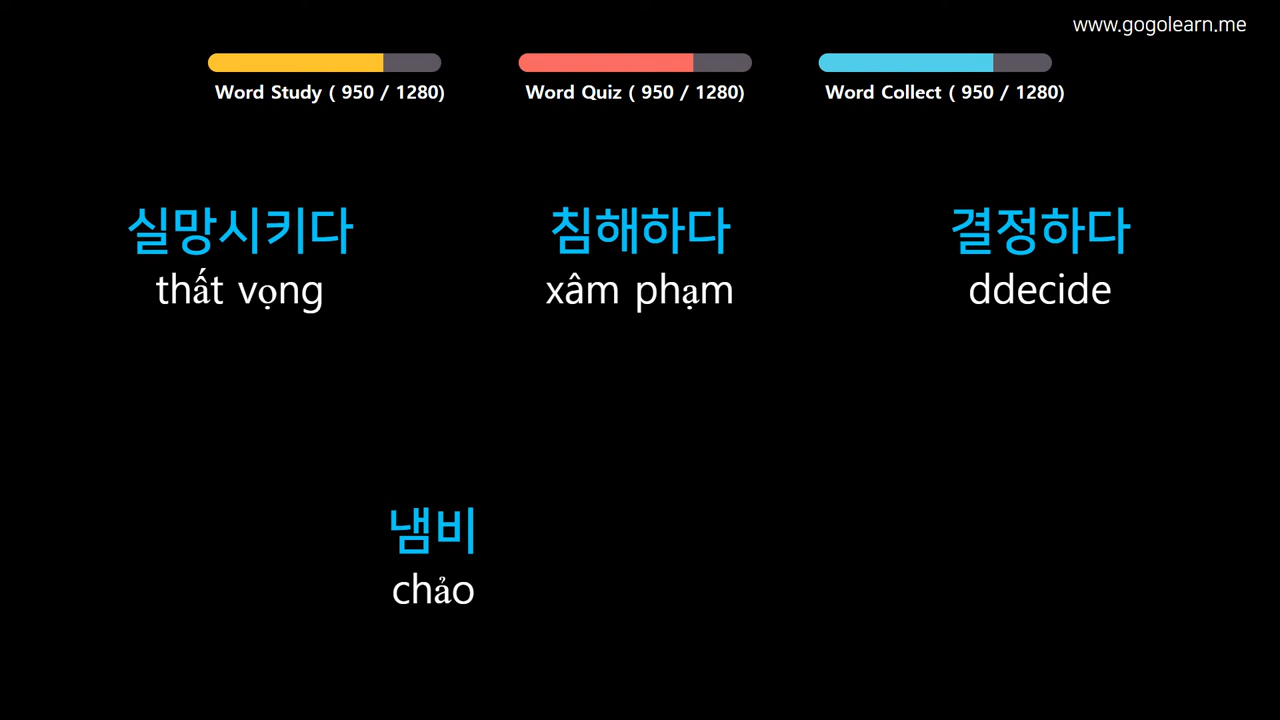 www.gogolearn.me
Word Study ( 950 / 1280)
Word Quiz ( 950 / 1280)
Word Collect ( 950 / 1280)
실망시키다
thất vọng
침해하다
xâm phạm
결정하다
ddecide
냄비
chảo